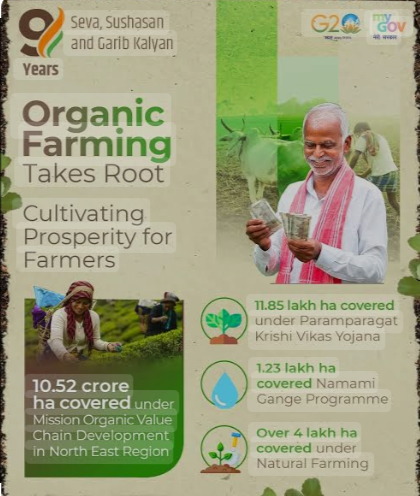 9
Years
Seva, Sushasan
and Garib Kalyan
G20
my
GOV
मेरी सरकार
Organic
Farming
Takes Root
Cultivating
Prosperity for
Farmers
10.52 crore
ha covered under
Mission Organic Value
Chain Development
in North East Region
11.85 lakh ha covered
under Paramparagat
Krishi Vikas Yojana
1.23 lakh ha
covered Namami
Gange Programme
Over 4 lakh ha
covered under
Natural Farming